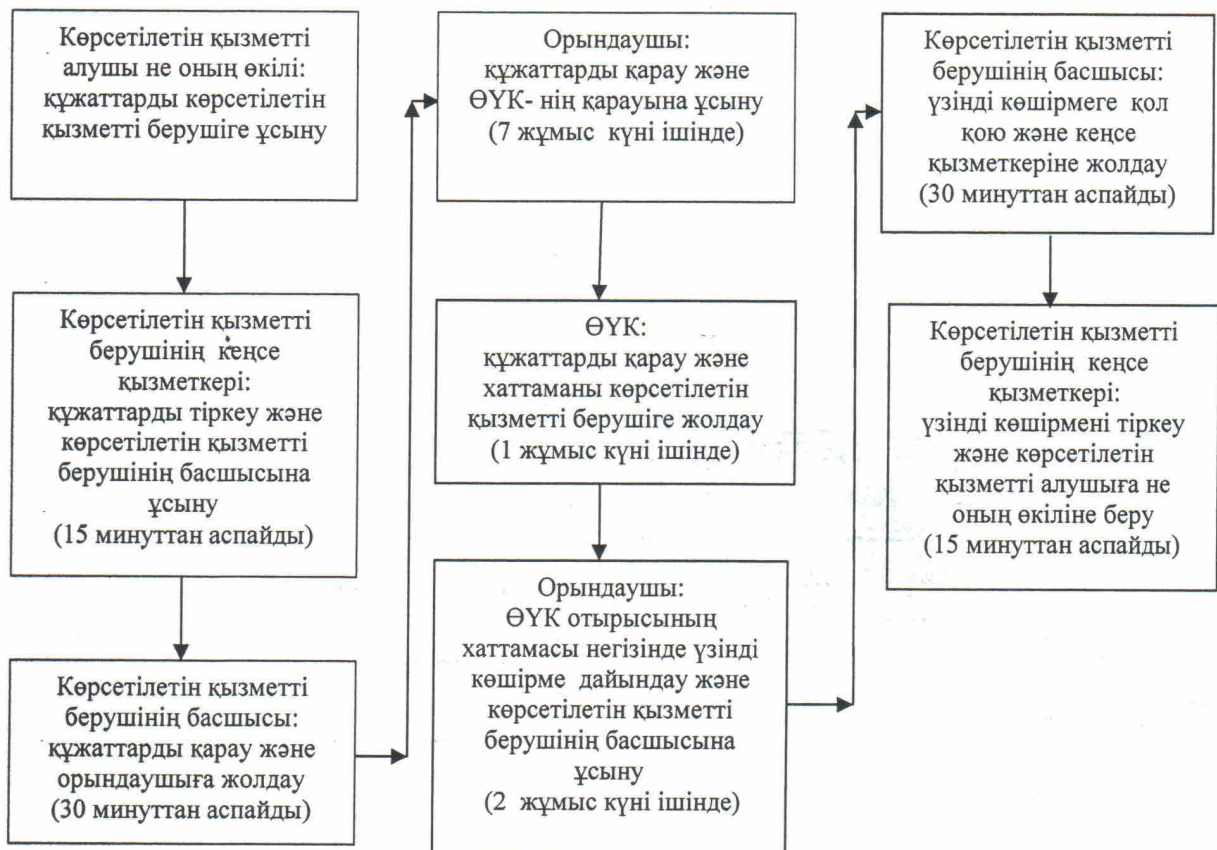 Көрсетілетін қызметті
алушы не оның өкілі:
құжаттарды көрсетілетін
қызметті берушіге ұсыну
Көрсетілетін қызметті
берушінің кеңсе
қызметкері:
құжаттарды тіркеу және
көрсетілетін қызметті
берушінің басшысына
ұсыну
(15 минуттан аспайды)
Көрсетілетін қызметті
берушінің басшысы:
құжаттарды қарау және
орындаушыға жолдау
(30 минуттан аспайды)
Орындаушы:
құжаттарды қарау және
ӨҮК- нің қарауына ұсыну
(7 жұмыс күні ішінде)
ӨҮК:
құжаттарды қарау және
хаттаманы көрсетілетін
қызметті берушіге жолдау
(1 жұмыс күні ішінде)
Орындаушы:
ӨҮК отырысының
хаттамасы негізінде үзінді
көшірме дайындау және
көрсетілетін қызметті
берушінің басшысына
ұсыну
(2 жұмыс күні ішінде)
Көрсетілетін қызметті
берушінің басшысы:
үзінді көшірмеге қол
қою және кеңсе
қызметкеріне жолдау
(30 минуттан аспайды)
Көрсетілетін қызметті
берушінің кеңсе
қызметкері:
үзінді көшірмені тіркеу
және көрсетілетін
қызметті алушыға не
оның өкіліне беру
(15 минуттан аспайды)